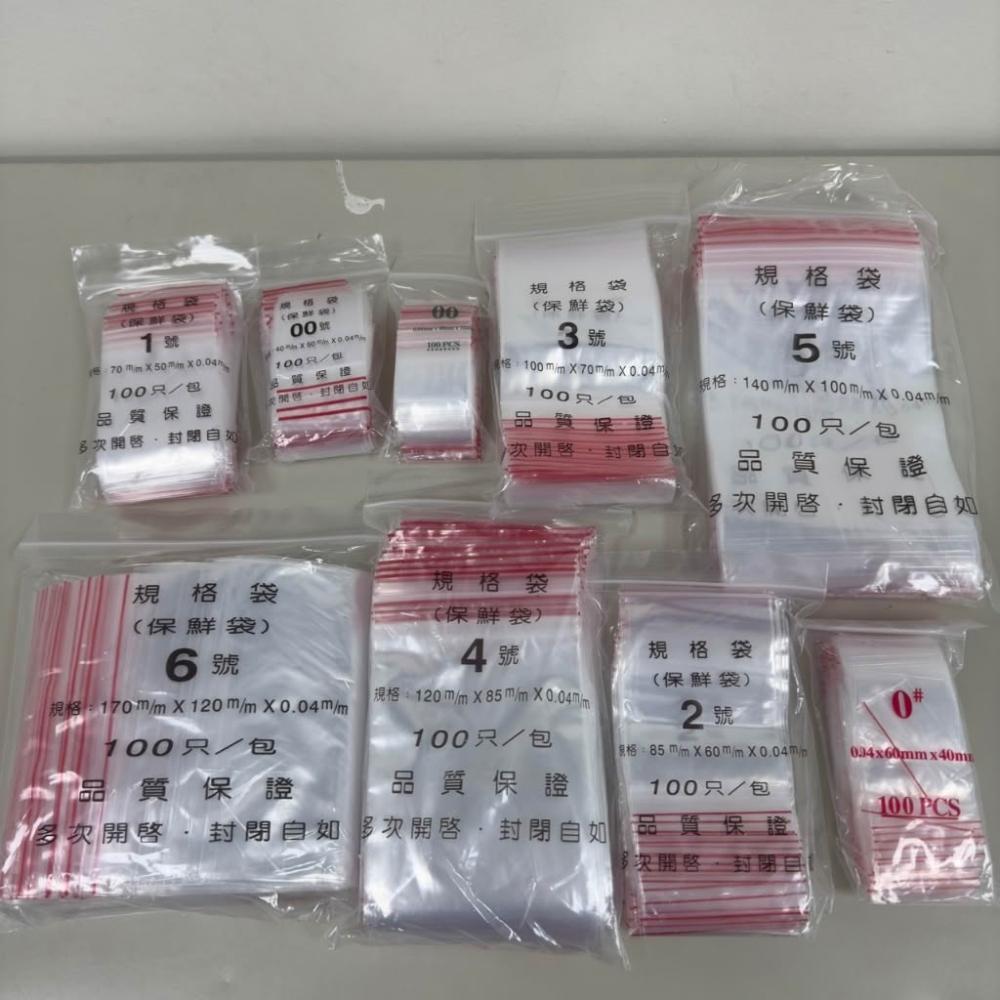 規格袋
(保鮮袋)
1號
格：70m/m X 50m/m X 0.04m/m
100只／包
品質保證
多次開啓·封閉自如
規格袋
(保鮮袋)
00號
40m/m X 60m/m X 0.04m/m
100只／包
次開啓·封閉自如
00
100 PCS
規格袋
(保鮮袋)
3號
格：100m/m X 70m/m X 0.04m/m
100只／包
品質保證
次開啓·封閉自如
規格袋
(保鮮袋)
5號
規格：140m/m X 100m/m X 0.04m/m
100只／包
品質保證
多次開啓·封閉自如
規格袋
(保鮮袋)
6號
規格：170m/m X 120m/m X 0.04m/m
100只／包
品質保證
多次開啓·封閉自如
規格袋
(保鮮袋)
4號
規格：120m/m X 85m/m X 0.04m/m
100只／包
品質保證
多次開啓·封閉自如
規格袋
(保鮮袋)
2號
規格：85m/m X 60m/m X 0.04m/m
100只／包
品質保證
多次開啓·封閉自
0#
0.04x60mm x40mm
100 PCS